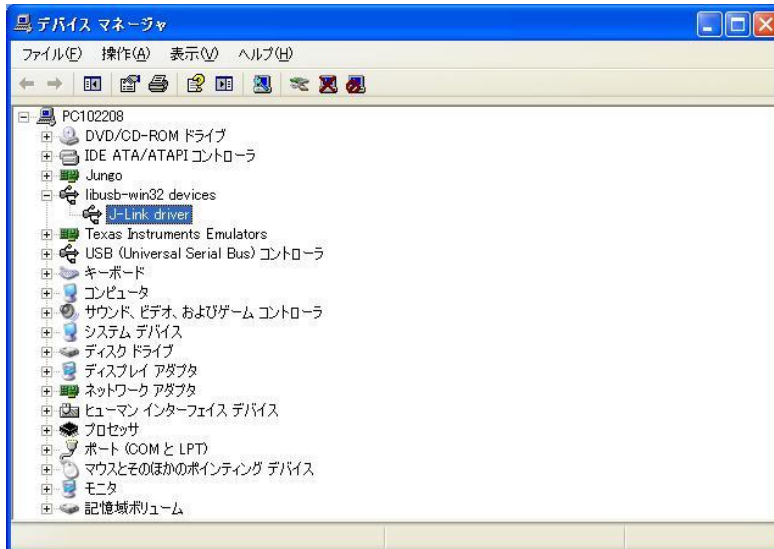 デバイス マネージャ
ファイル(F) 操作(A) 表示(V) ヘルプ(H)
PC102208
DVD/CD-ROM ドライブ
IDE ATA/ATAPI コントローラ
Jungo
libusb-win32 devices
J-Link driver
Texas Instruments Emulators
USB (Universal Serial Bus) コントローラ
キーボード
コンピュータ
サウンド、ビデオ、およびゲーム コントローラ
システム デバイス
ディスク ドライブ
ディスプレイ アダプタ
ネットワーク アダプタ
ヒューマン インターフェイス デバイス
プロセッサ
ポート (COM と LPT)
マウスとそのほかのポインティング デバイス
モニタ
記憶域ボリューム